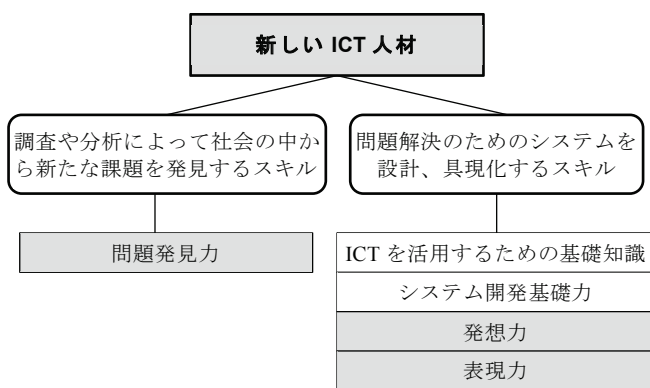 新しい ICT 人材
調査や分析によって社会の中か
ら新たな課題を発見するスキル
問題解決のためのシステムを
設計、具現化するスキル
問題発見力
ICT を活用するための基礎知識
システム開発基礎力
発想力
表現力